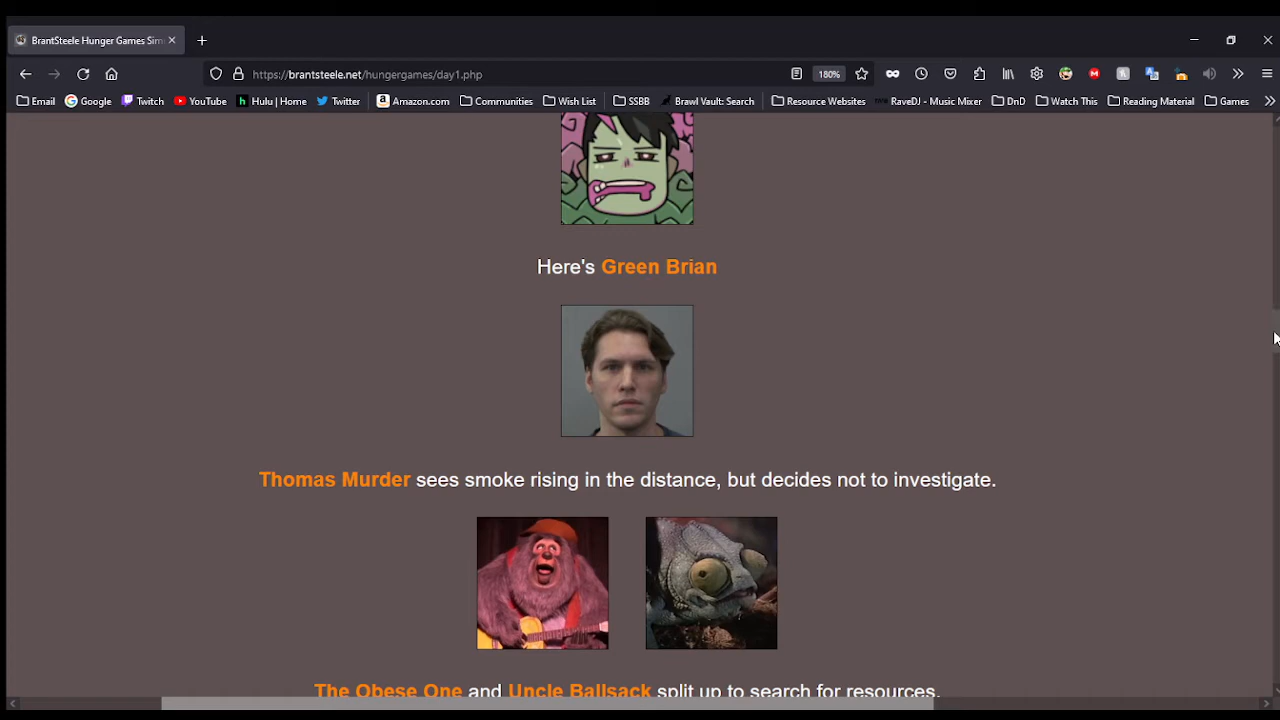 BrantSteele Hunger Games Sim
https://brantsteele.net/hungergames/day1.php
180%
Email
Google
Twitch
YouTube
Hulu | Home
Twitter
Amazon.com
Communities
Wish List
SSBB
Brawl Vault: Search
Resource Websites
RaveDJ - Music Mixer
DnD
Watch This
Reading Material
Games
Here's Green Brian
Thomas Murder sees smoke rising in the distance, but decides not to investigate.
The Obese One and Uncle Ballsack split up to search for resources.